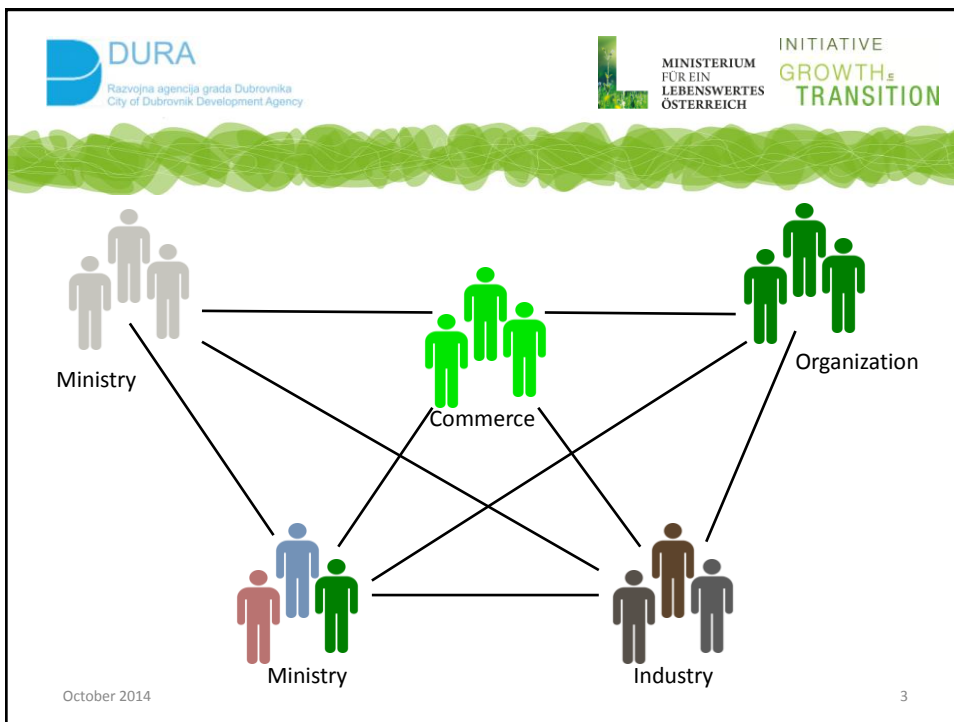 DURA
Razvojna agencija grada Dubrovnika
City of Dubrovnik Development Agency
MINISTERIUM
FÜR EIN
LEBENSWERTES
ÖSTERREICH
INITIATIVE
GROWTH IN
TRANSITION
Ministry
Commerce
Organization
Ministry
Industry
October 2014
3